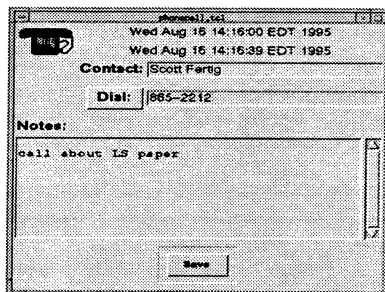 phonecall.tcl
Wed Aug 16 14:16:00 EDT 1995
Wed Aug 16 14:16:39 EDT 1995
Contact: Scott Fertig
Dial: 865-2212
Notes:
call about LS paper
Save